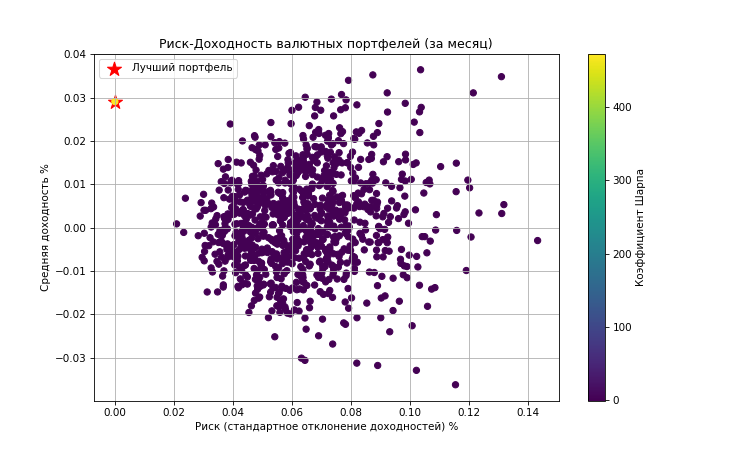 Риск-Доходность валютных портфелей (за месяц)
Лучший портфель
0.04
0.03
0.02
0.01
0.00
−0.01
−0.02
−0.03
Средняя доходность %
0.00 0.02 0.04 0.06 0.08 0.10 0.12 0.14
Риск (стандартное отклонение доходностей) %
400
300
200
100
0
Коэффициент Шарпа